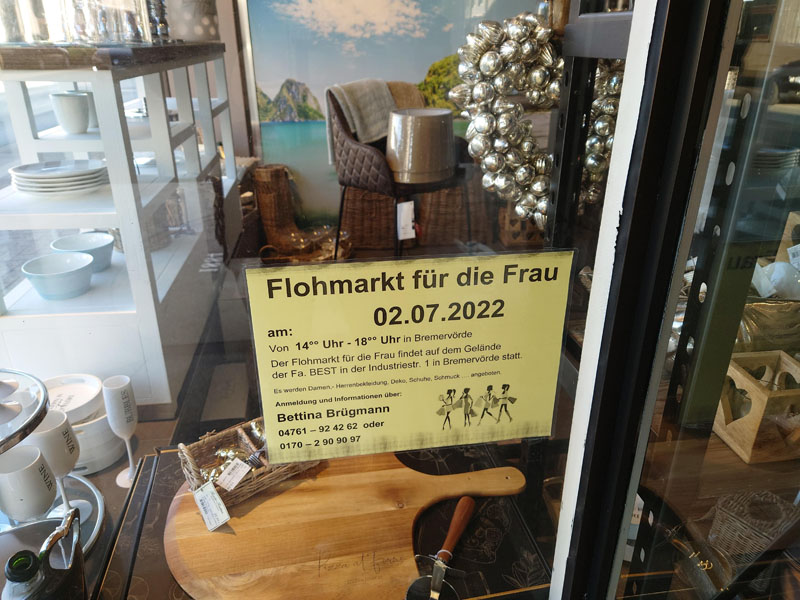 Flohmarkt für die Frau
am: 02.07.2022
Von 14°° Uhr - 18°° Uhr in Bremervörde
Der Flohmarkt für die Frau findet auf dem Gelände
der Fa. BEST in der Industriestr. 1 in Bremervörde statt.
Es werden Damen,- Herrenbekleidung, Deko, Schuhe, Schmuck .... angeboten.
Anmeldung und Informationen über:
Bettina Brügmann
04761 – 92 42 62 oder
0170 – 2 90 90 97